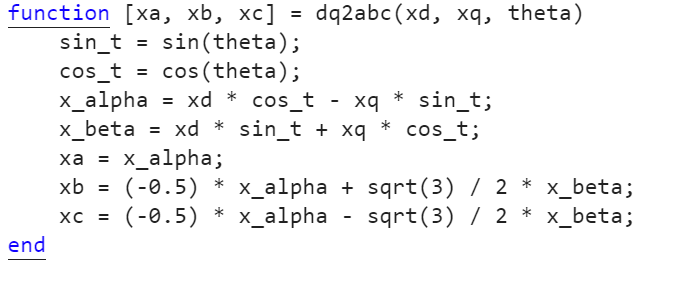 function [xa, xb, xc] = dq2abc(xd, xq, theta)
    sin_t = sin(theta);
    cos_t = cos(theta);
    x_alpha = xd * cos_t - xq * sin_t;
    x_beta = xd * sin_t + xq * cos_t;
    xa = x_alpha;
    xb = (-0.5) * x_alpha + sqrt(3) / 2 * x_beta;
    xc = (-0.5) * x_alpha - sqrt(3) / 2 * x_beta;
end